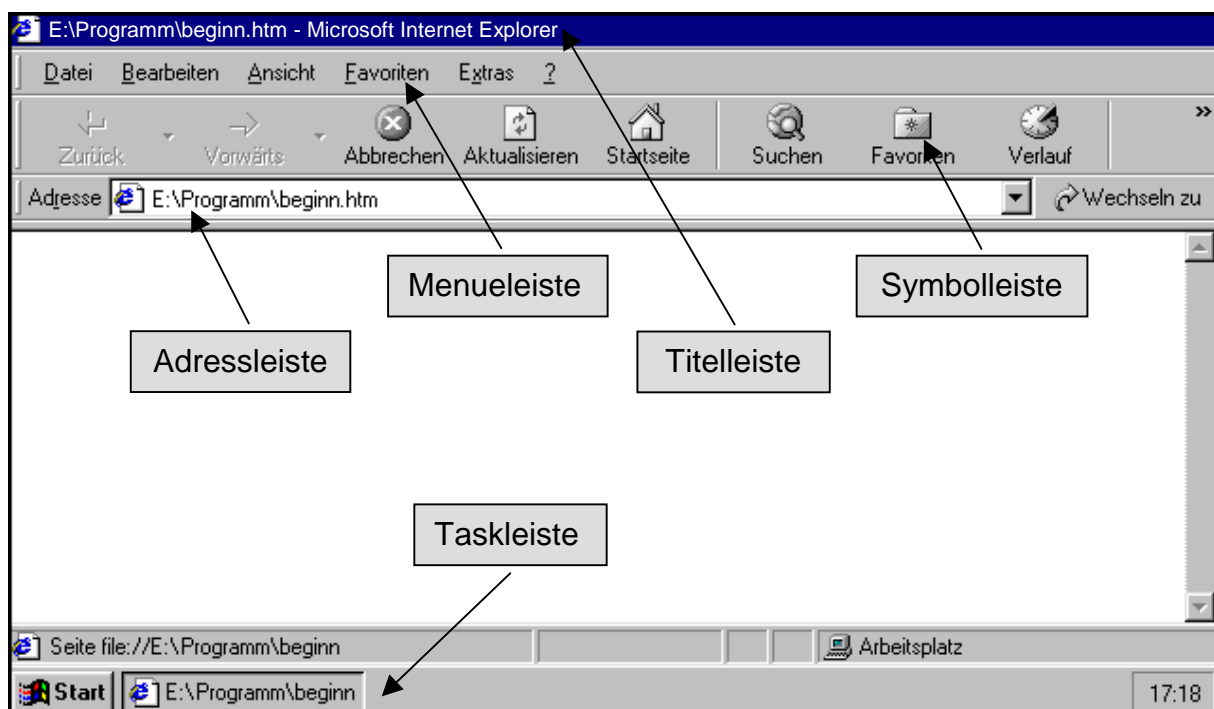 E:\Programm\beginn.htm - Microsoft Internet Explorer
Datei Bearbeiten Ansicht Favoriten Extras ?
Zurück Vorwärts Abbrechen Aktualisieren Startseite Suchen Favoriten Verlauf »
Adresse E:\Programm\beginn.htm Wechseln zu
Menueleiste Symbolleiste
Adressleiste Titelleiste
Taskleiste
Seite file://E:\Programm\beginn Arbeitsplatz
Start E:\Programm\beginn 17:18